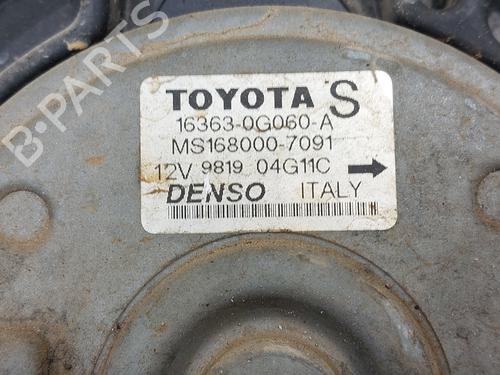 B-PARTS
TOYOTA S
16363-0G060-A
MS168000-7091
12V 9819 04G11C
DENSO ITALY